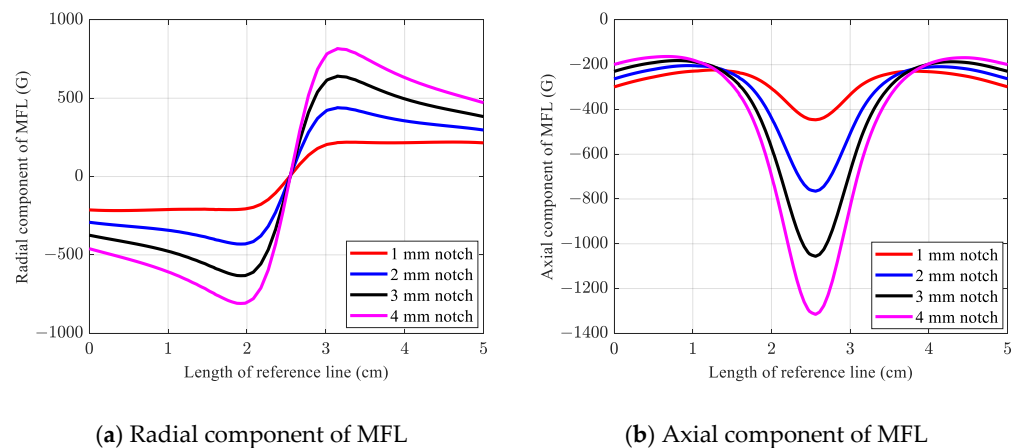 1000
500
0
−500
−1000
Radial component of MFL (G)
1 mm notch
2 mm notch
3 mm notch
4 mm notch
0 1 2 3 4 5
Length of reference line (cm)
(a) Radial component of MFL
−0
−200
−400
−600
−800
−1000
−1200
−1400
Axial component of MFL (G)
1 mm notch
2 mm notch
3 mm notch
4 mm notch
0 1 2 3 4 5
Length of reference line (cm)
(b) Axial component of MFL